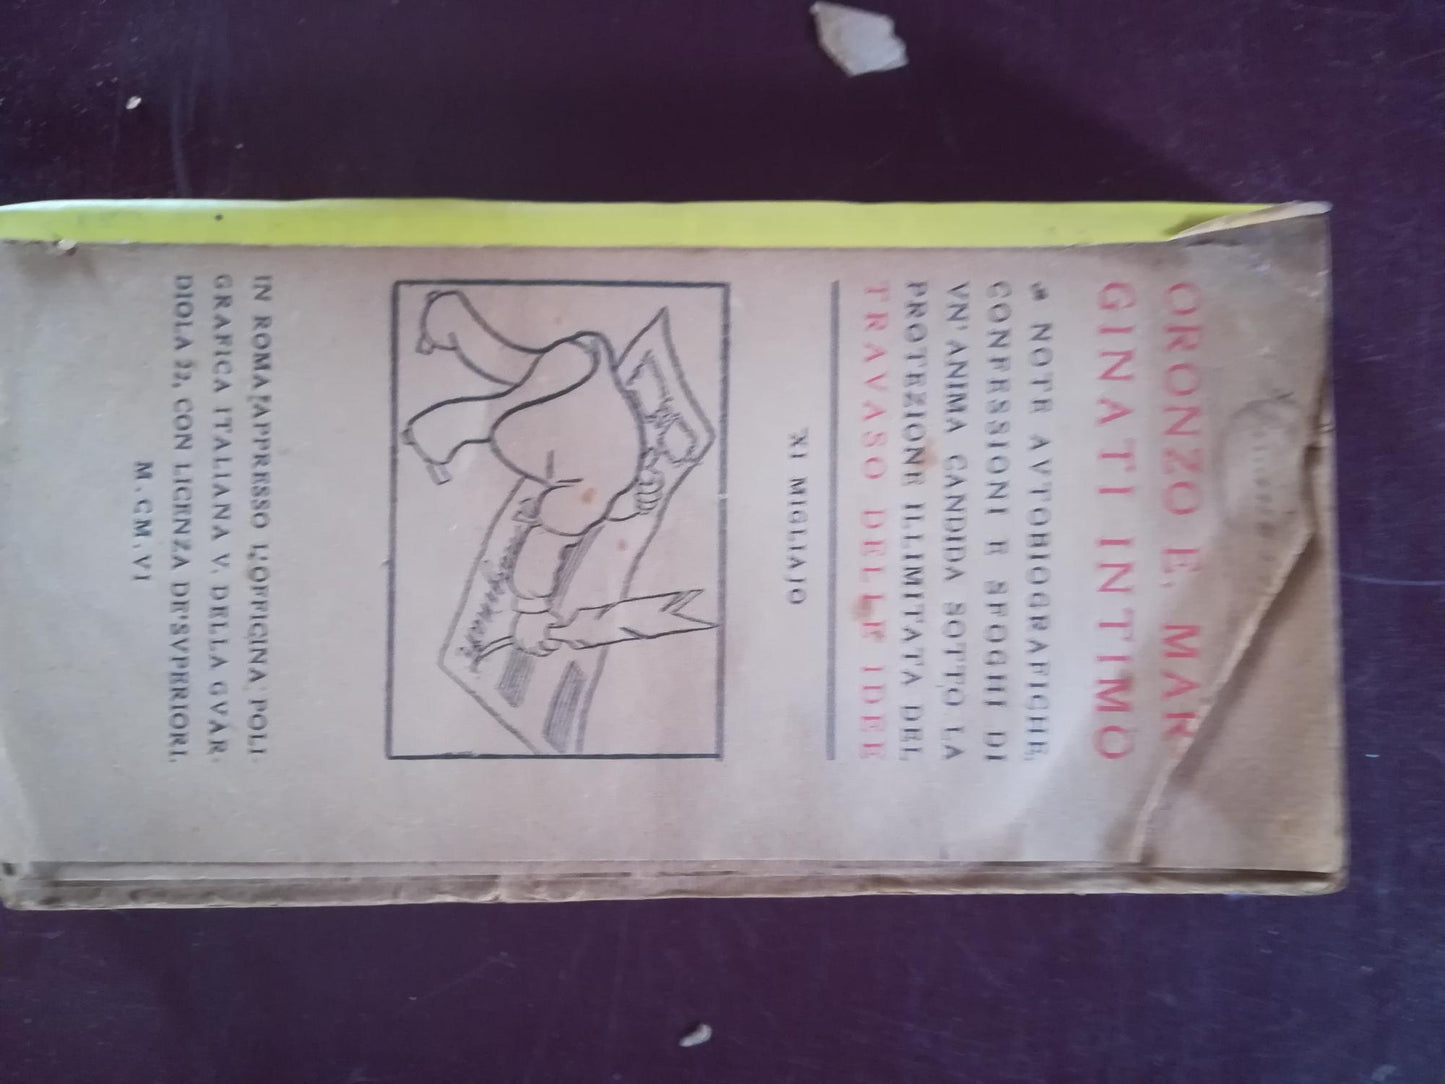 ORONZO E. MAR
GINATI INTIMO
NOTE AVTOBIOGRAFICHE,
CONFESSIONI E SFOGHI DI
VN' ANIMA CANDIDA SOTTO LA
PROTEZIONE ILLIMITATA DEL
TRAVASO DELLE IDEE
XI MIGLIAJO
IN ROMA APPRESSO L'OFFICINA POLI-
GRAFICA ITALIANA V. DELLA GVAR-
DIOLA 22, CON LICENZA DE' SVPERIORI.
M.CM.VI